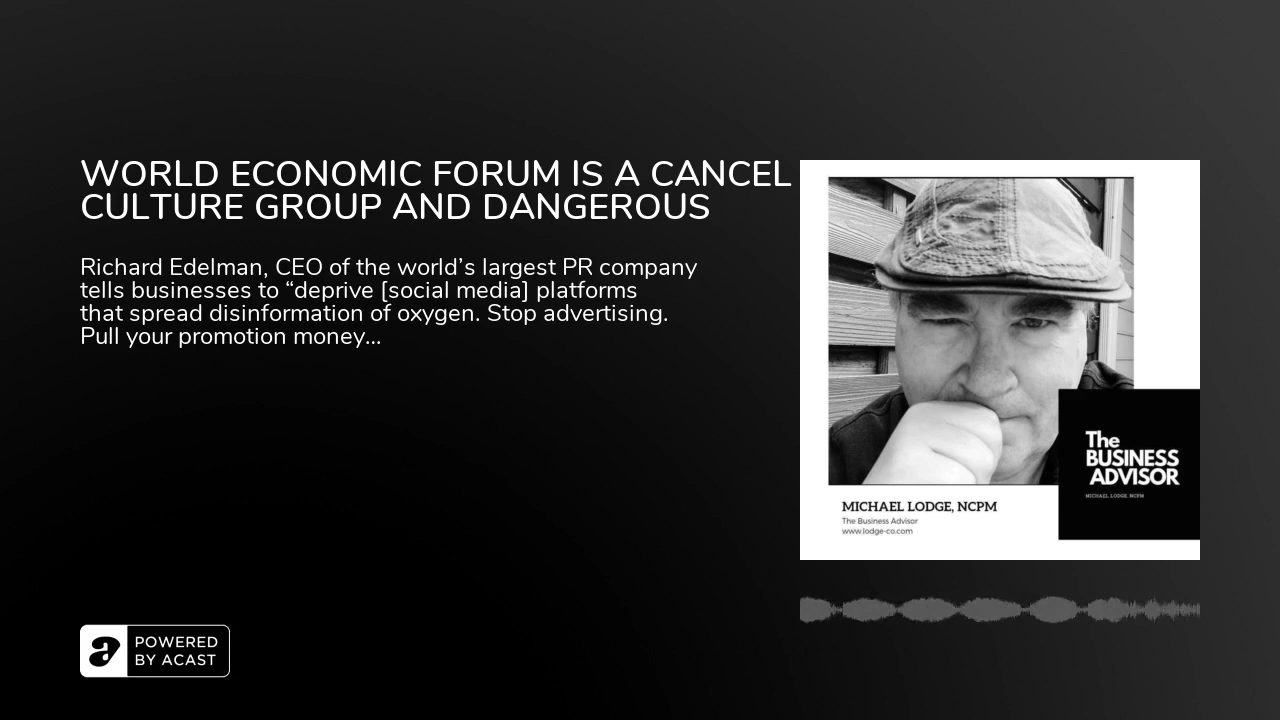 WORLD ECONOMIC FORUM IS A CANCEL
CULTURE GROUP AND DANGEROUS
Richard Edelman, CEO of the world’s largest PR company
tells businesses to “deprive [social media] platforms
that spread disinformation of oxygen. Stop advertising.
Pull your promotion money...
The
BUSINESS
ADVISOR
MICHAEL LODGE, NCPM
MICHAEL LODGE, NCPM
The Business Advisor
www.lodge-co.com
a
POWERED
BY ACAST